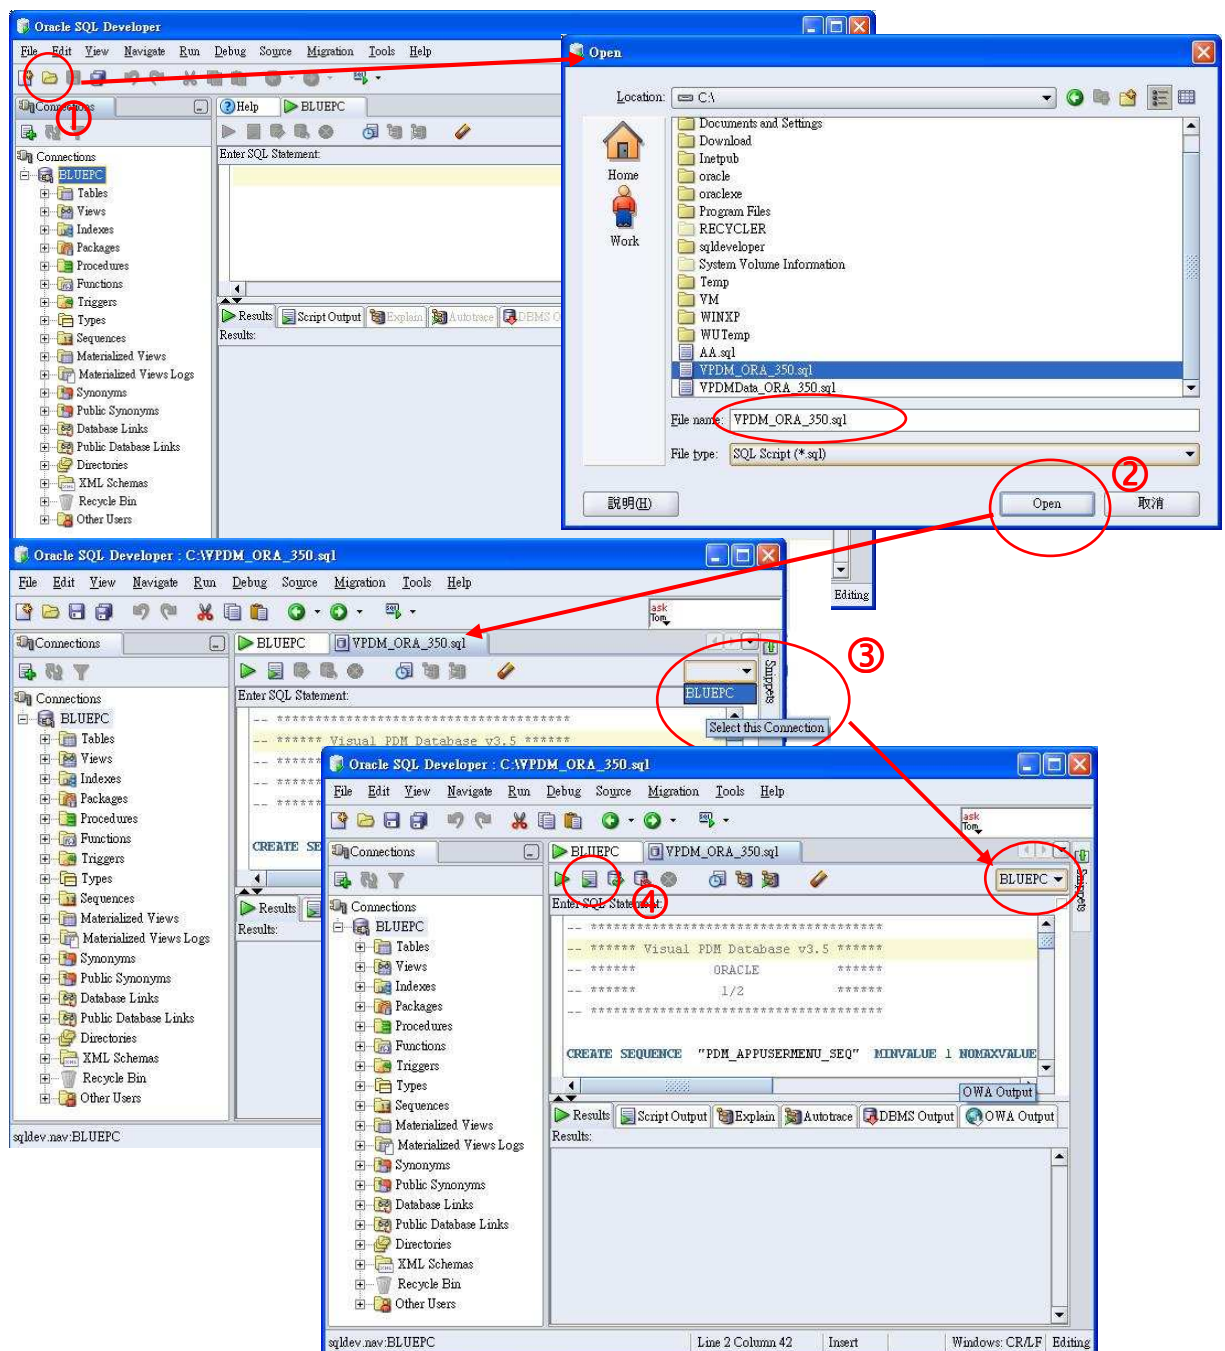 Oracle SQL Developer
File Edit View Navigate Run Debug Source Migration Tools Help
Connections
①
Help BLUEPC
Enter SQL Statement:
Connections
BLUEPC
Tables
Views
Indexes
Packages
Procedures
Functions
Triggers
Types
Sequences
Materialized Views
Materialized Views Logs
Synonyms
Public Synonyms
Database Links
Public Database Links
Directories
XML Schemas
Recycle Bin
Other Users
Results Script Output Explain Autotrace DBMS O
Results:
Editing
Open
Location: C:\
Home
Work
Documents and Settings
Download
Inetpub
oracle
oraclexe
Program Files
RECYCLER
sqldeveloper
System Volume Information
Temp
VM
WINXP
WUTemp
AA.sql
VPDM_ORA_350.sql
VPDMData_ORA_350.sql
File name: VPDM_ORA_350.sql
File type: SQL Script (*.sql)
②
說明(H) Open 取消
Oracle SQL Developer : C:\VPDM_ORA_350.sql
File Edit View Navigate Run Debug Source Migration Tools Help
ask
Tom
Connections
BLUEPC VPDM_ORA_350.sql
③
Snippets
BLUEPC
Select this Connection
Enter SQL Statement:
-- **************************************
-- ****** Visual PDM Database v3.5 ******
-- *****
-- *****
-- *****
CREATE SE
Connections
BLUEPC
Tables
Views
Indexes
Packages
Procedures
Functions
Triggers
Types
Sequences
Materialized Views
Materialized Views Logs
Synonyms
Public Synonyms
Database Links
Public Database Links
Directories
XML Schemas
Recycle Bin
Other Users
Results
Results:
sqldev.nav:BLUEPC
Oracle SQL Developer : C:\VPDM_ORA_350.sql
File Edit View Navigate Run Debug Source Migration Tools Help
ask
Tom
Connections
BLUEPC VPDM_ORA_350.sql
BLUEPC
Snippets
④
Enter SQL Statement:
-- **************************************
-- ****** Visual PDM Database v3.5 ******
-- ****** ORACLE ******
-- ****** 1/2 ******
-- **************************************
CREATE SEQUENCE "PDM_APPUSERMENU_SEQ" MINVALUE 1 NOMAXVALUE
OWA Output
Results Script Output Explain Autotrace DBMS Output OWA Output
Results:
Connections
BLUEPC
Tables
Views
Indexes
Packages
Procedures
Functions
Triggers
Types
Sequences
Materialized Views
Materialized Views Logs
Synonyms
Public Synonyms
Database Links
Public Database Links
Directories
XML Schemas
Recycle Bin
Other Users
sqldev.nav:BLUEPC Line 2 Column 42 Insert Windows: CR/LF Editing